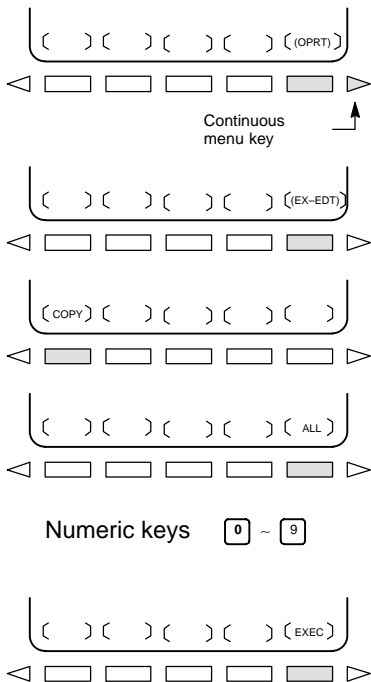 (OPRT)
Continuous
menu key
(EX–EDT)
COPY
ALL
Numeric keys 0 ~ 9
EXEC